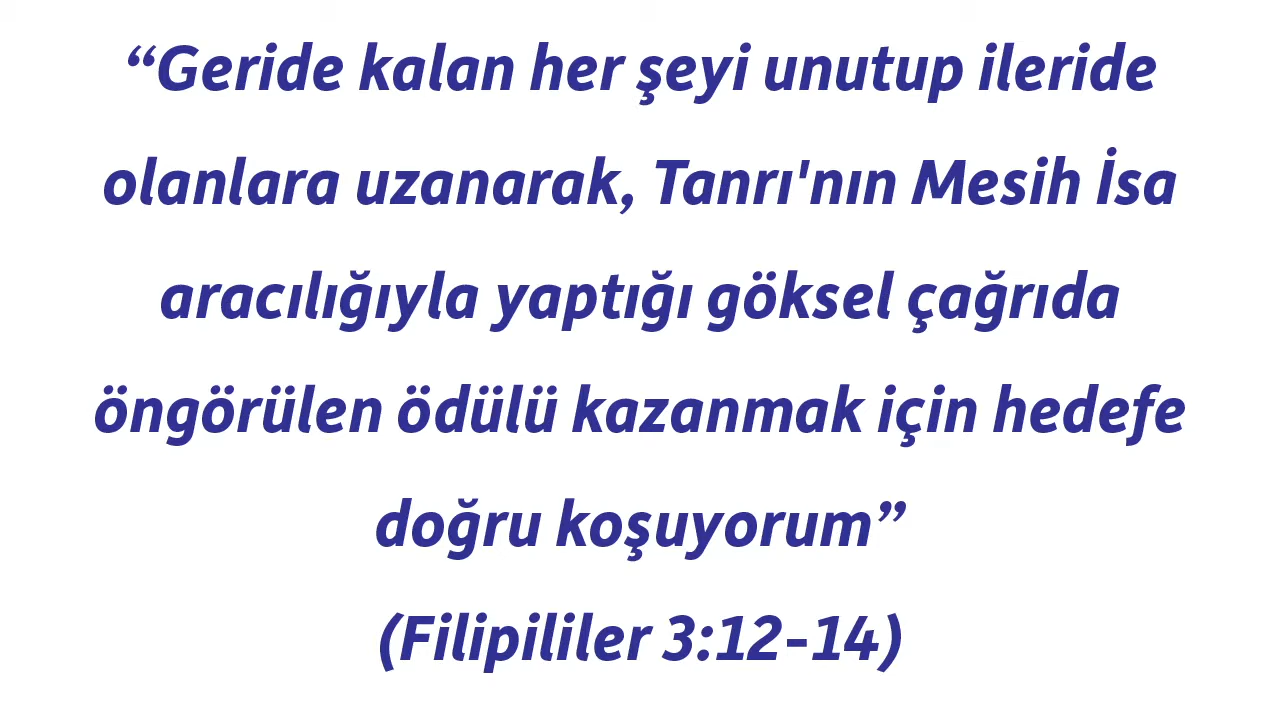 “Geride kalan her şeyi unutup ileride
olanlara uzanarak, Tanrı'nın Mesih İsa
aracılığıyla yaptığı göksel çağrıda
öngörülen ödülü kazanmak için hedefe
doğru koşuyorum”
(Filipililer 3:12-14)